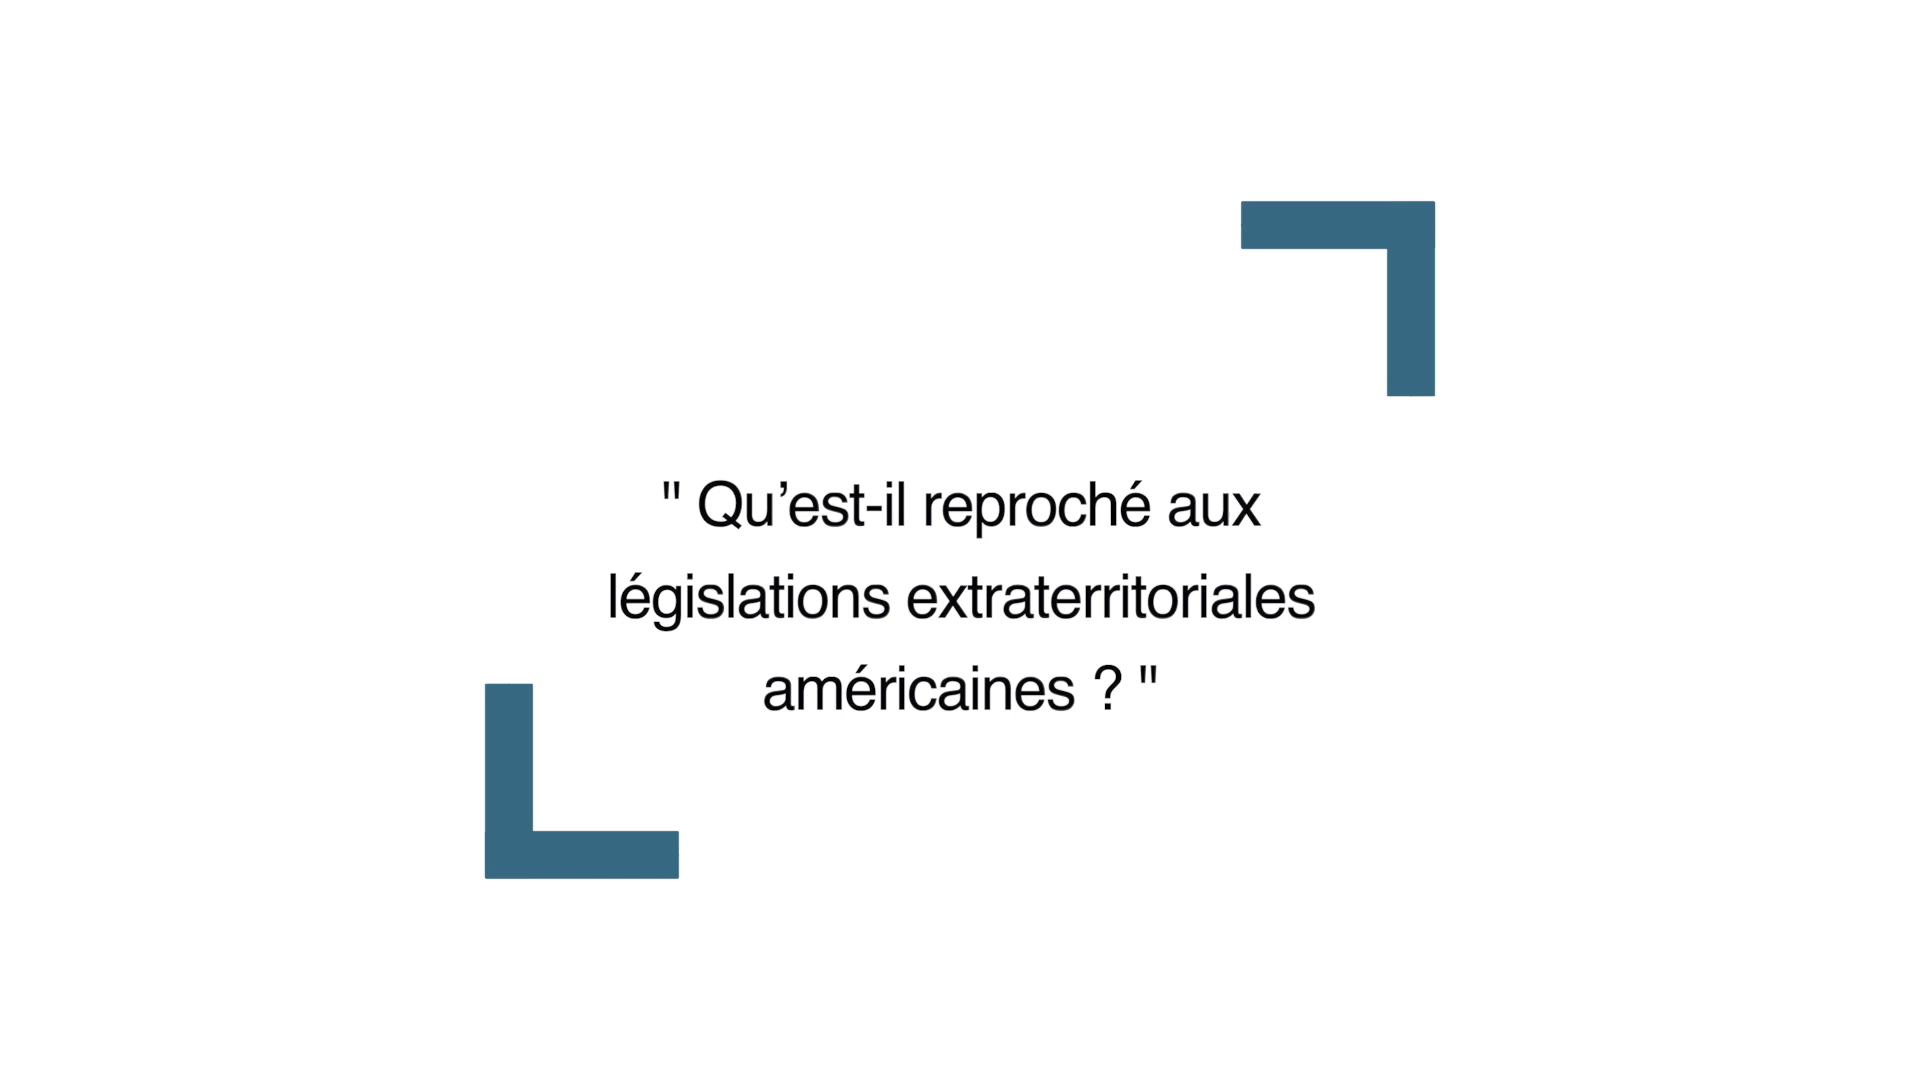 " Qu’est-il reproché aux
législations extraterritoriales
américaines ? "